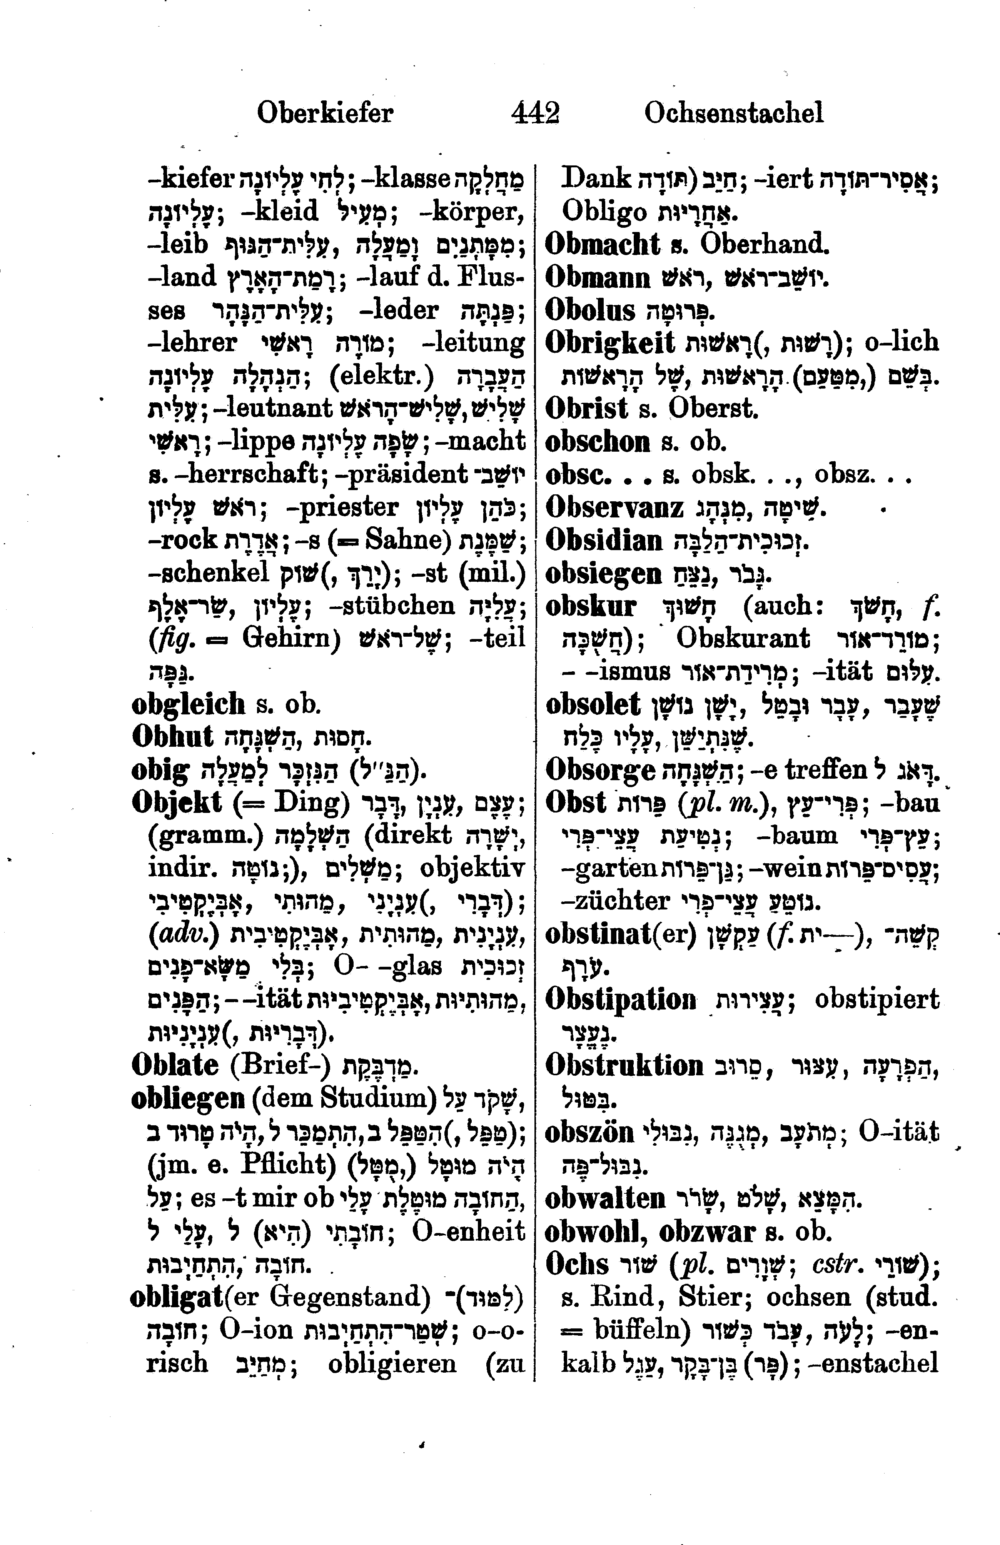 Oberkiefer 442 Ochsenstachel
-kiefer לְחִי עֶלְיוֹנָה; -klasse מַחְלָקָה
עֶלְיוֹנָה; -kleid מְעִיל; -körper,
-leib מִמָּתְנַיִם וָמַעְלָה, עִלִּית-הַגּוּף;
-land רָמַת-הָאָרֶץ; -lauf d. Flus-
ses עִלִּית-הַנָּהָר; -leder פַּנְתָּה;
-lehrer מוֹרֶה רָאשִׁי; -leitung
הַנְהָלָה עֶלְיוֹנָה; (elektr.) הַעֲבָרָה
עִלִּית; -leutnant שָׁלִישׁ, שְׁלִישׁ-הָרֹאשׁ
רָאשִׁי; -lippe שָׂפָה עֶלְיוֹנָה; -macht
s. -herrschaft; -präsident יוֹשֵׁב-
רֹאשׁ עֶלְיוֹן; -priester כֹּהֵן עֶלְיוֹן;
-rock אַדֶּרֶת; -s (= Sahne) שַׁמֶּנֶת;
-schenkel שׁוֹק (, יָרֵךְ); -st (mil.)
עֶלְיוֹן, שַׂר-אֶלֶף; -stübchen עֲלִיָּה;
(fig. = Gehirn) שֶׁל-רֹאשׁ; -teil
גַּפָּה.
obgleich s. ob.
Obhut חָסוּת, הַשְׁגָּחָה.
obig הַנִּזְכָּר לְמַעְלָה (הַנַּ״ל).
Objekt (= Ding) עֶצֶם, עִנְיָן, דָּבָר;
(gramm.) הַשְׁלָמָה (direkt יְשָׁרָה,
indir. נוֹטָה;), מַשְׁלִים; objektiv
אָבְּיֶקְטִיבִי, מַהוּתִי, עִנְיָנִי (, דְּבָרִי);
(adv.) אָבְּיֶקְטִיבִית, מַהוּתִית, עִנְיָנִית,
בְּלִי מַשּׂא-פָנִים; O- -glas זְכוּכִית
הַפָּנִים; --ität אָבְּיֶקְטִיבִיוּת, מַהוּתִיּוּת,
עִנְיָנִיּוּת (, דְּבָרִיּוּת).
Oblate (Brief-) מַדְבֶּקֶת.
obliegen (dem Studium) שָׁקֹד עַל,
הָיֹה טָרוּד ב, הִתְמַכֵּר ל, הִטַּפֵּל ב (, טַפֵּל);
(jm. e. Pflicht) הָיֹה מוּטָל (, מֻטָּל)
עַל; es -t mir ob הַחוֹבָה מוּטֶלֶת עָלַי,
חוֹבָתִי (הִיא) ל, עָלַי ל; O-enheit
חוֹבָה, הִתְחַיְּבוּת.
obligat(er Gegenstand) (לִמּוּד)-
חוֹבָה; O-ion שְׁטַר-הִתְחַיְּבוּת; o-o-
risch מְחַיֵּב; obligieren (zu
Dank תּוֹדָה) חַיֵּב; -iert אֲסִיר-תּוֹדָה;
Obligo אַחֲרָיוּת.
Obmacht s. Oberhand.
Obmann יוֹשֵׁב-רֹאשׁ, רֹאשׁ.
Obolus פְּרוּטָה.
Obrigkeit רָאשׁוּת (, רָשׁוּת); o-lich
בְּשֵׁם (, מִטַּעַם) הָרָאשׁוּת, שֶׁל הָרָאשׁוּת.
Obrist s. Oberst.
obschon s. ob.
obsc. . . s. obsk. . ., obsz. . .
Observanz שִׁיטָה, מִנְהָג.
Obsidian זְכוּכִית-הַלַּבָּה.
obsiegen גָּבֹר, נַצֵּחַ.
obskur חָשׁוּךְ (auch: חָשֵׁךְ, f.
חֲשֻׁכָּה); Obskurant מוֹרֵד-אוֹר;
- -ismus מְרִידַת-אוֹר; -ität עִלּוּם.
obsolet יָשָׁן נוֹשָׁן, עָבַר וּבָטֵל, שֶׁעָבַר
שֶׁנִּתְיַשֵּׁן, עָלָיו כֶּלַח.
Obsorge הַשְׁגָּחָה; -e treffen דָּאֹג ל.
Obst פֵּרוֹת (pl. m.), פְּרִי-עֵץ; -bau
נְטִיעַת עֲצֵי-פְּרִי; -baum עֵץ-פְּרִי;
-garten גַּן-פֵּרוֹת; -wein עֲסִיס-פֵּרוֹת;
-züchter נוֹטֵעַ עֲצֵי-פְּרִי.
obstinat(er) עַקְשָׁן (f. —ית), קְשֵׁה-
עֹרֶף.
Obstipation עֲצִירוּת; obstipiert
נֶעֱצָר.
Obstruktion הַפְרָעָה, עִצּוּר, סֵרוּב,
בִּטּוּל.
obszön נִבּוּלִי, מְגֻנֶּה, מְתֹעָב; O-ität
נִבּוּל-פֶּה.
obwalten הִמָּצֵא, שָׁלֹט, שָׂרֹר.
obwohl, obzwar s. ob.
Ochs שׁוֹר (pl. שְׁוָרִים; cstr. שׁוֹרֵי);
s. Rind, Stier; ochsen (stud.
= büffeln) לָעֹה, עָבֹד כְּשׁוֹר; -en-
kalb בֶּן-בָּקָר, עֵגֶל (פַּר); -enstachel